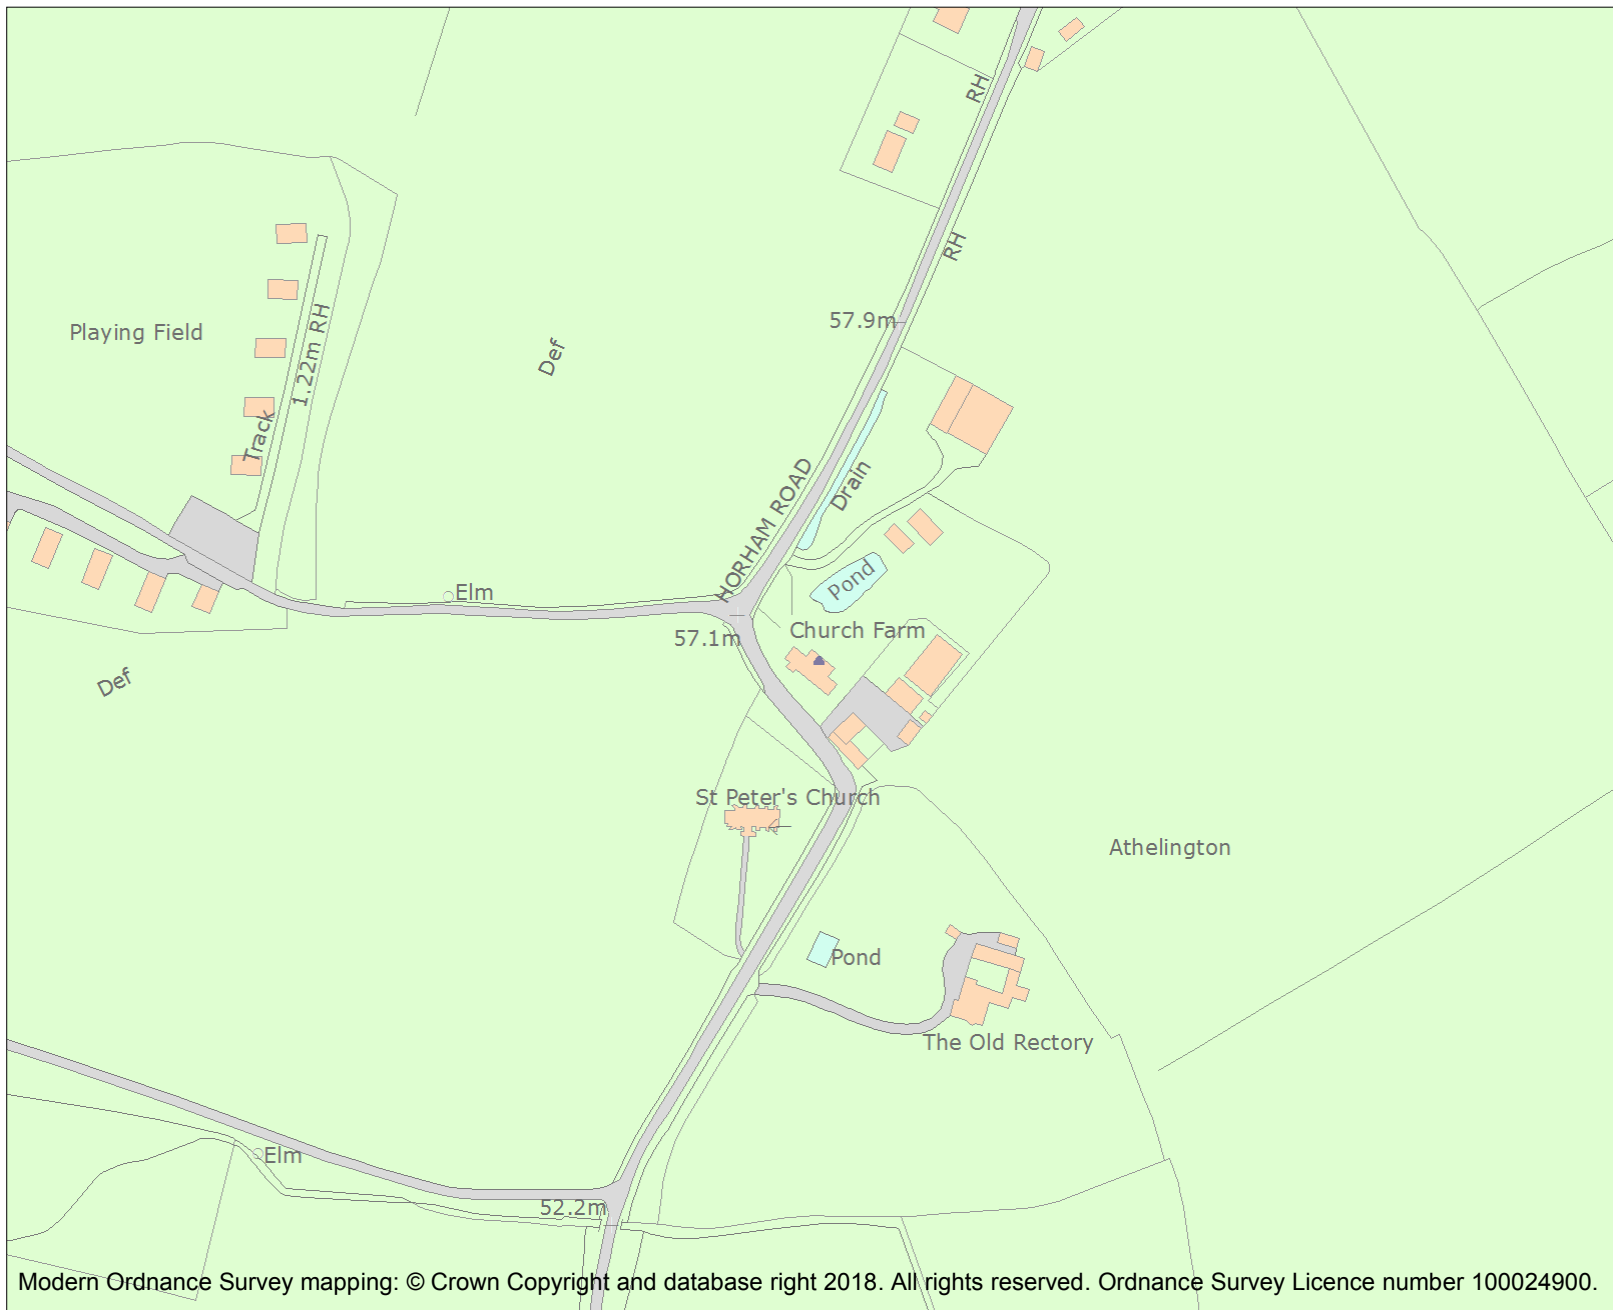 RH
RH
57.9m
Playing Field
1.22m RH
Def
Track
HORHAM ROAD
Drain
Pond
Elm
57.1m
Church Farm
Def
St Peter's Church
Athelington
Pond
The Old Rectory
Elm
52.2m
Modern Ordnance Survey mapping: © Crown Copyright and database right 2018. All rights reserved. Ordnance Survey Licence number 100024900.